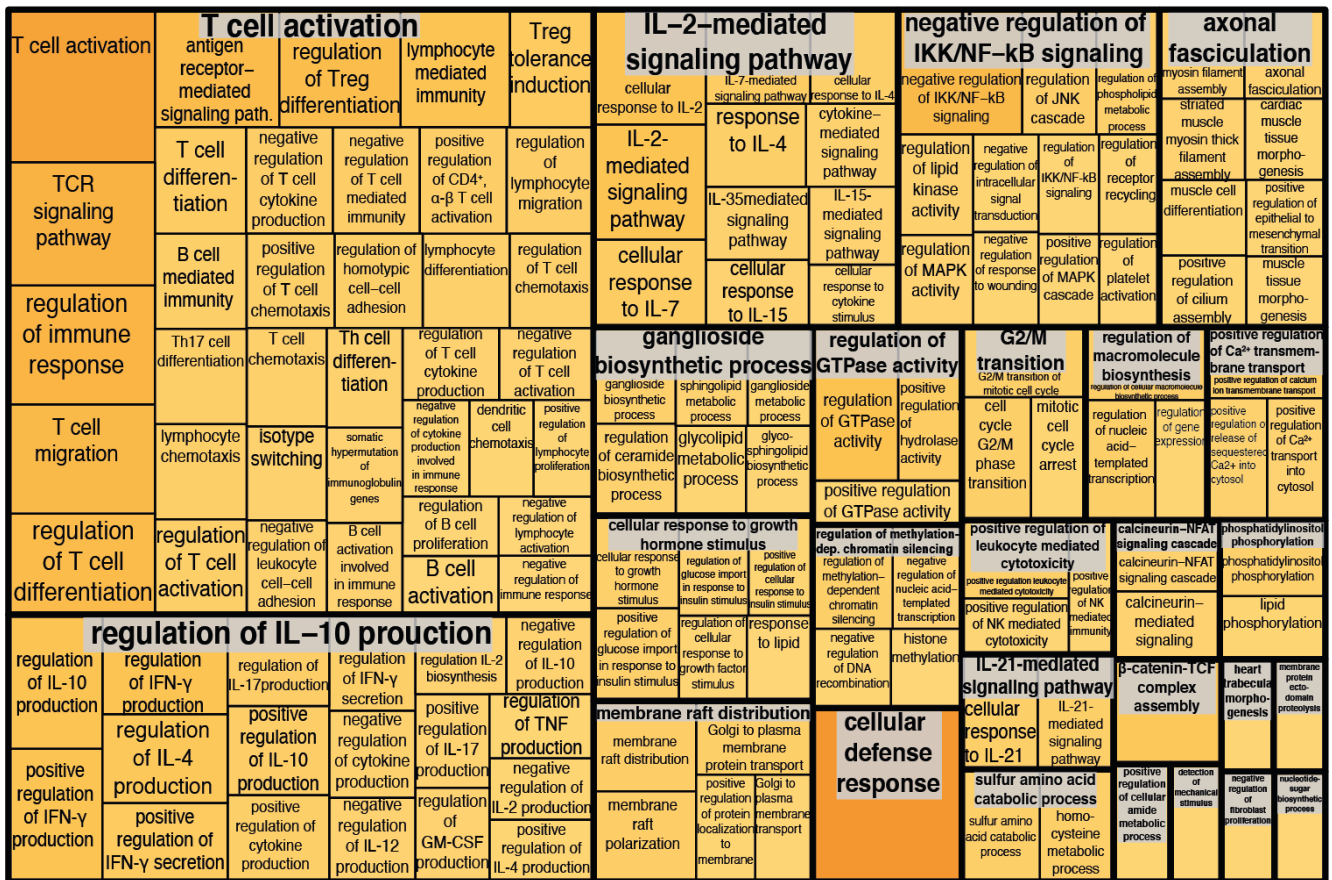 T cell activation
T cell activation
antigen
receptor–
mediated
signaling path.
regulation
of Treg
differentiation
lymphocyte
mediated
immunity
Treg
tolerance
induction
TCR
signaling
pathway
T cell
differen-
tiation
negative
regulation
of T cell
cytokine
production
negative
regulation
of T cell
mediated
immunity
positive
regulation
of CD4⁺,
α-β T cell
activation
regulation
of
lymphocyte
migration
B cell
mediated
immunity
positive
regulation
of T cell
chemotaxis
regulation of
homotypic
cell–cell
adhesion
lymphocyte
differentiation
regulation
of T cell
chemotaxis
regulation
of immune
response
Th17 cell
differentiation
T cell
chemotaxis
Th cell
differen-
tiation
regulation
of T cell
cytokine
production
negative
regulation
of T cell
activation
T cell
migration
lymphocyte
chemotaxis
isotype
switching
somatic
hypermutation of
immunoglobulin
genes
negative
regulation
of cytokine
production
involved
in immune
response
dendritic
cell
chemotaxis
positive
regulation
of
lymphocyte
proliferation
regulation
of T cell
differentiation
regulation
of T cell
activation
negative
regulation of
leukocyte
cell–cell
adhesion
B cell
activation
involved
in immune
response
regulation
of B cell
proliferation
negative
regulation of
lymphocyte
activation
B cell
activation
negative
regulation of
immune response
regulation of IL–10 prouction
regulation
of IL-10
production
regulation
of IFN-γ
production
regulation of
IL-17production
regulation
of IFN-γ
secretion
regulation IL-2
biosynthesis
negative
regulation
of IL-10
production
regulation
of IL-4
production
positive
regulation
of IL-10
production
negative
regulation
of cytokine
production
positive
regulation
of IL-17
production
regulation
of TNF
production
positive
regulation
of IFN-γ
production
positive
regulation of
IFN-γ secretion
positive
regulation of
cytokine
production
negative
regulation
of IL-12
production
regulation
of
GM-CSF
production
negative
regulation of
IL-2 production
positive
regulation of
IL-4 production
IL–2–mediated
signaling pathway
cellular
response to IL-2
IL-7-mediated
signaling pathway
cellular
response to IL-4
IL-2-
mediated
signaling
pathway
response
to IL-4
cytokine–
mediated
signaling
pathway
IL-35mediated
signaling
pathway
IL-15-
mediated
signaling
pathway
cellular
response
to IL-7
cellular
response
to IL-15
cellular
response to
cytokine
stimulus
negative regulation of
IKK/NF–kB signaling
negative regulation
of IKK/NF–kB
signaling
regulation
of JNK
cascade
regulation of
phospholipid
metabolic
process
regulation
of lipid
kinase
activity
negative
regulation of
intracellular
signal
transduction
regulation
of
IKK/NF-kB
signaling
regulation
of
receptor
recycling
regulation
of MAPK
activity
negative
regulation
of response
to wounding
positive
regulation
of MAPK
cascade
regulation
of
platelet
activation
axonal
fasciculation
myosin filament
assembly
axonal
fasciculation
striated
muscle
myosin thick
filament
assembly
cardiac
muscle
tissue
morpho-
genesis
muscle cell
differentiation
positive
regulation of
epithelial to
mesenchymal
transition
positive
regulation
of cilium
assembly
muscle
tissue
morpho-
genesis
ganglioside
biosynthetic process
ganglioside
biosynthetic
process
sphingolipid
metabolic
process
ganglioside
metabolic
process
regulation
of ceramide
biosynthetic
process
glycolipid
metabolic
process
glyco-
sphingolipid
biosynthetic
process
regulation of
GTPase activity
regulation
of GTPase
activity
positive
regulation
of
hydrolase
activity
positive regulation
of GTPase activity
G2/M
transition
G2/M transition of
mitotic cell cycle
cell
cycle
G2/M
phase
transition
mitotic
cell
cycle
arrest
regulation of
macromolecule
biosynthesis
regulation of cellular macromolecule
biosynthetic process
regulation
of nucleic
acid–
templated
transcription
regulation
of gene
expression
positive regulation
of Ca²⁺ transmem-
brane transport
positive regulation of calcium
ion transmembrane transport
positive
regulation of
release of
sequestered
Ca2+ into
cytosol
positive
regulation
of Ca²⁺
transport
into
cytosol
cellular response to growth
hormone stimulus
cellular response
to growth
hormone
stimulus
regulation of
glucose import
in response to
insulin stimulus
positive
regulation of
cellular
response to
insulin stimulus
positive
regulation of
glucose import
in response to
insulin stimulus
regulation of
cellular
response to
growth factor
stimulus
response
to lipid
regulation of methylation-
dep. chromatin silencing
regulation of
methylation–
dependent
chromatin
silencing
negative
regulation of
nucleic acid–
templated
transcription
negative
regulation
of DNA
recombination
histone
methylation
positive regulation of
leukocyte mediated
cytotoxicity
positive regulation leukocyte
mediated cytotoxicity
positive regulation
of NK mediated
cytotoxicity
positive
regulation
of NK
mediated
immunity
calcineurin–NFAT
signaling cascade
calcineurin–NFAT
signaling cascade
calcineurin–
mediated
signaling
phosphatidylinositol
phosphorylation
phosphatidylinositol
phosphorylation
lipid
phosphorylation
membrane raft distribution
membrane
raft distribution
Golgi to plasma
membrane
protein transport
membrane
raft
polarization
positive
regulation
of protein
localization
to
membrane
Golgi to
plasma
membrane
transport
cellular
defense
response
IL-21-mediated
signaling pathway
cellular
response
to IL-21
IL-21-
mediated
signaling
pathway
β-catenin-TCF
complex
assembly
heart
trabecula
morpho-
genesis
membrane
protein
ecto-
domain
proteolysis
sulfur amino acid
catabolic process
sulfur amino
acid catabolic
process
homo-
cysteine
metabolic
process
positive
regulation
of cellular
amide
metabolic
process
detection
of
mechanical
stimulus
negative
regulation
of
fibroblast
proliferation
nucleotide-
sugar
biosynthetic
process